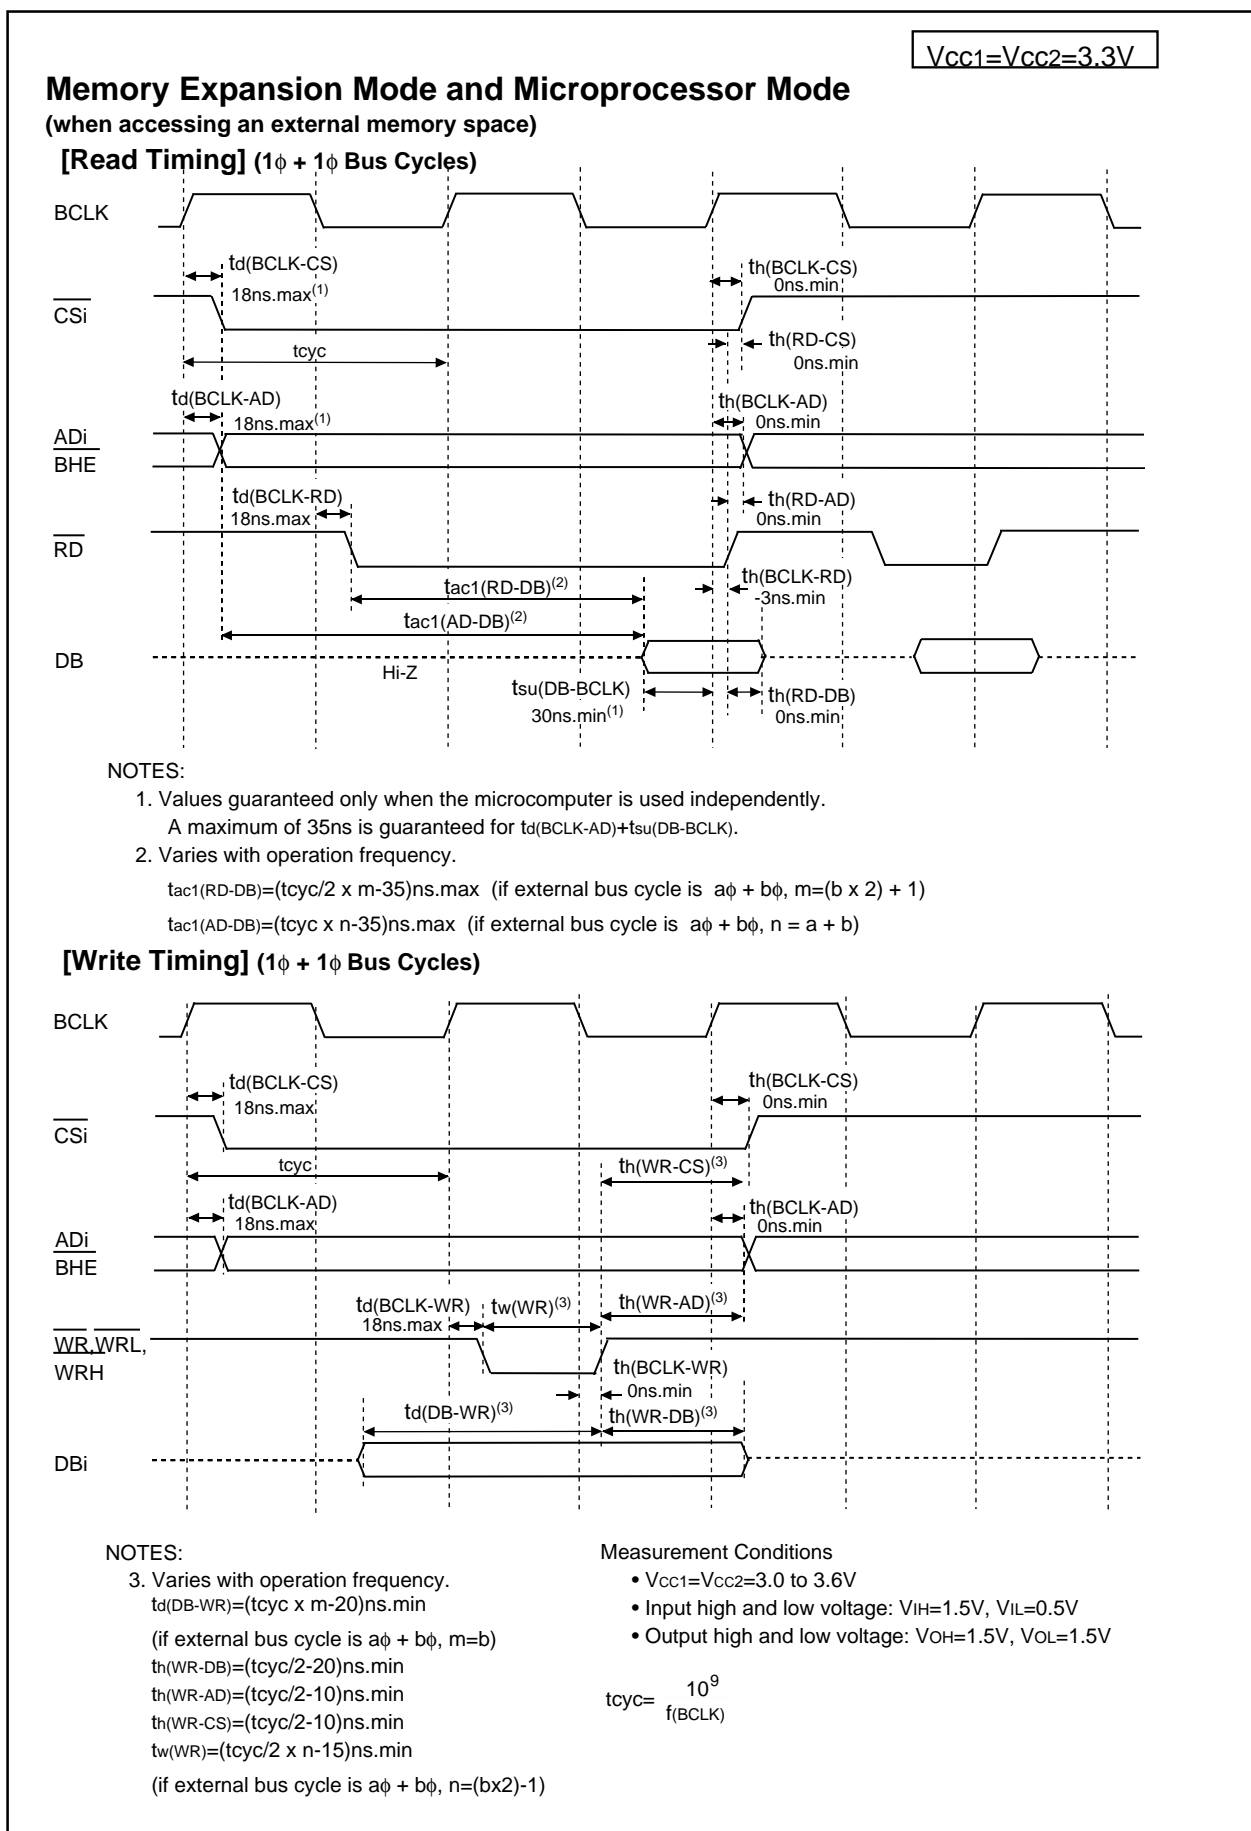 Vcc1=Vcc2=3.3V
Memory Expansion Mode and Microprocessor Mode
(when accessing an external memory space)
[Read Timing] (1ϕ + 1ϕ Bus Cycles)
BCLK
td(BCLK-CS)
18ns.max(1)
th(BCLK-CS)
0ns.min
CSi
th(RD-CS)
0ns.min
tcyc
td(BCLK-AD)
18ns.max(1)
th(BCLK-AD)
0ns.min
ADi
BHE
td(BCLK-RD)
18ns.max
th(RD-AD)
0ns.min
RD
tac1(RD-DB)(2)
th(BCLK-RD)
-3ns.min
tac1(AD-DB)(2)
DB
Hi-Z
tsu(DB-BCLK)
30ns.min(1)
th(RD-DB)
0ns.min
NOTES:
1. Values guaranteed only when the microcomputer is used independently.
A maximum of 35ns is guaranteed for td(BCLK-AD)+tsu(DB-BCLK).
2. Varies with operation frequency.
tac1(RD-DB)=(tcyc/2 x m-35)ns.max (if external bus cycle is aϕ + bϕ, m=(b x 2) + 1)
tac1(AD-DB)=(tcyc x n-35)ns.max (if external bus cycle is aϕ + bϕ, n = a + b)
[Write Timing] (1ϕ + 1ϕ Bus Cycles)
BCLK
td(BCLK-CS)
18ns.max
th(BCLK-CS)
0ns.min
CSi
tcyc
th(WR-CS)(3)
td(BCLK-AD)
18ns.max
th(BCLK-AD)
0ns.min
ADi
BHE
td(BCLK-WR)
18ns.max
tw(WR)(3)
th(WR-AD)(3)
WR,WRL,
WRH
th(BCLK-WR)
0ns.min
td(DB-WR)(3)
th(WR-DB)(3)
DBi
NOTES:
3. Varies with operation frequency.
td(DB-WR)=(tcyc x m-20)ns.min
(if external bus cycle is aϕ + bϕ, m=b)
th(WR-DB)=(tcyc/2-20)ns.min
th(WR-AD)=(tcyc/2-10)ns.min
th(WR-CS)=(tcyc/2-10)ns.min
tw(WR)=(tcyc/2 x n-15)ns.min
(if external bus cycle is aϕ + bϕ, n=(bx2)-1)
Measurement Conditions
• VCC1=VCC2=3.0 to 3.6V
• Input high and low voltage: VIH=1.5V, VIL=0.5V
• Output high and low voltage: VOH=1.5V, VOL=1.5V
tcyc= 10^9
f(BCLK)